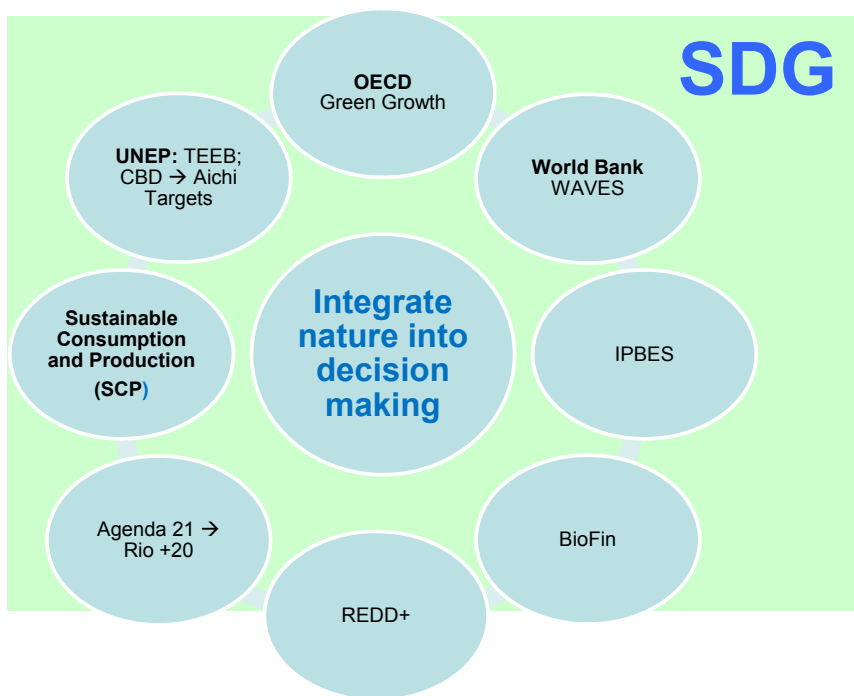 SDG
OECD
Green Growth
UNEP: TEEB;
CBD → Aichi
Targets
World Bank
WAVES
Sustainable
Consumption
and Production
(SCP)
Integrate
nature into
decision
making
IPBES
Agenda 21 →
Rio +20
BioFin
REDD+